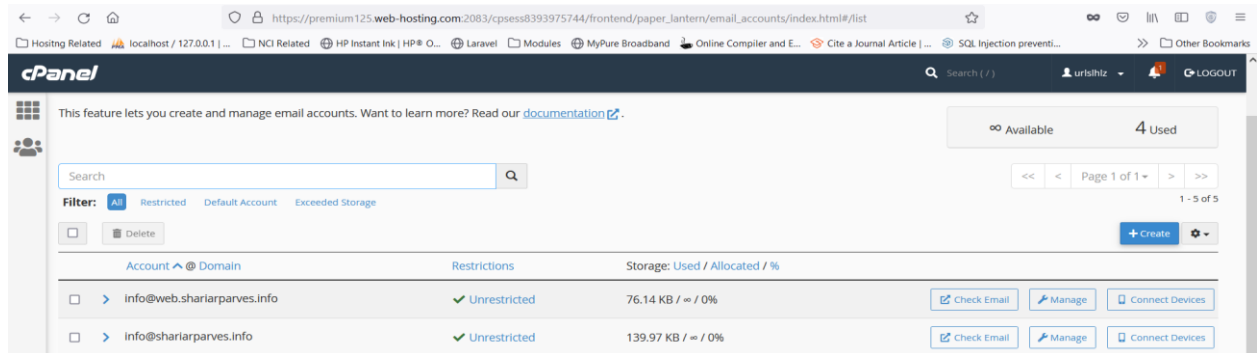 https://premium125.web-hosting.com:2083/cpsess8393975744/frontend/paper_lantern/email_accounts/index.html#/list
Hositng Related localhost / 127.0.0.1 | ... NCI Related HP Instant Ink | HP® O... Laravel Modules MyPure Broadband Online Compiler and E... Cite a Journal Article | ... SQL Injection preventi... Other Bookmarks
cPanel Search ( / ) urlslhlz 1 LOGOUT
This feature lets you create and manage email accounts. Want to learn more? Read our documentation.
∞ Available 4 Used
Search << < Page 1 of 1 > >>
Filter: All Restricted Default Account Exceeded Storage 1 - 5 of 5
Delete + Create
Account @ Domain Restrictions Storage: Used / Allocated / %
info@web.shariarparves.info Unrestricted 76.14 KB / ∞ / 0% Check Email Manage Connect Devices
info@shariarparves.info Unrestricted 139.97 KB / ∞ / 0% Check Email Manage Connect Devices